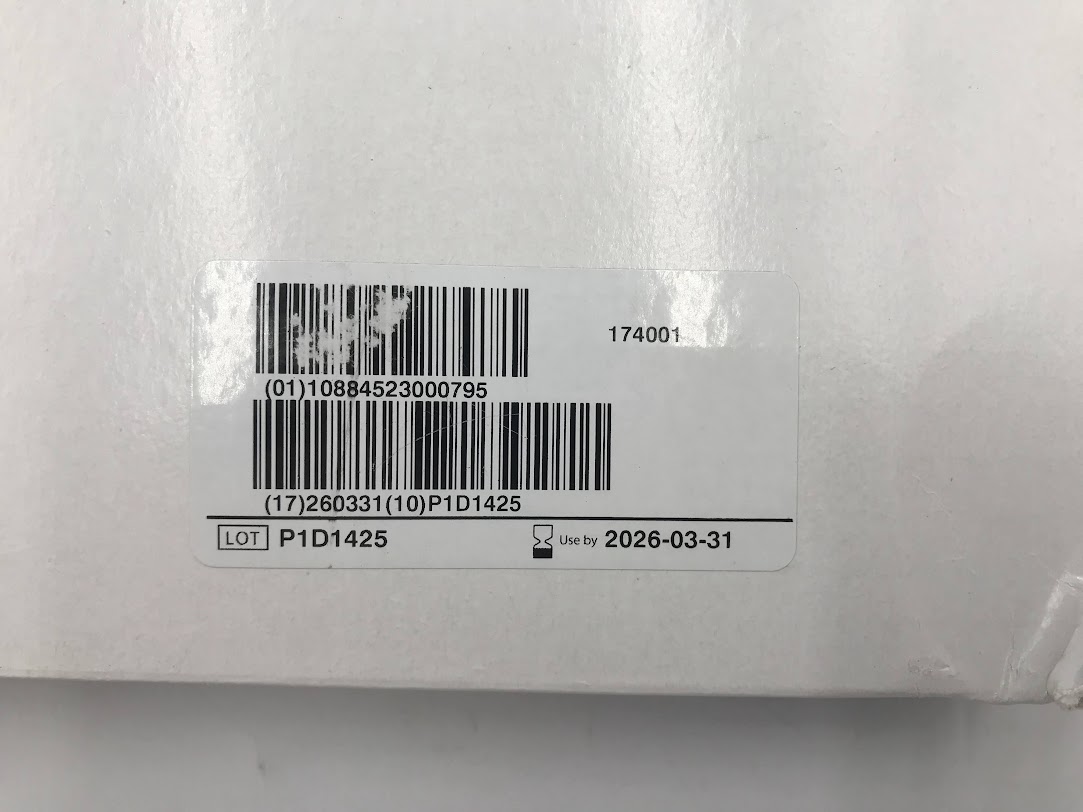 174001
(01)10884523000795
(17)260331(10)P1D1425
LOT P1D1425
Use by 2026-03-31